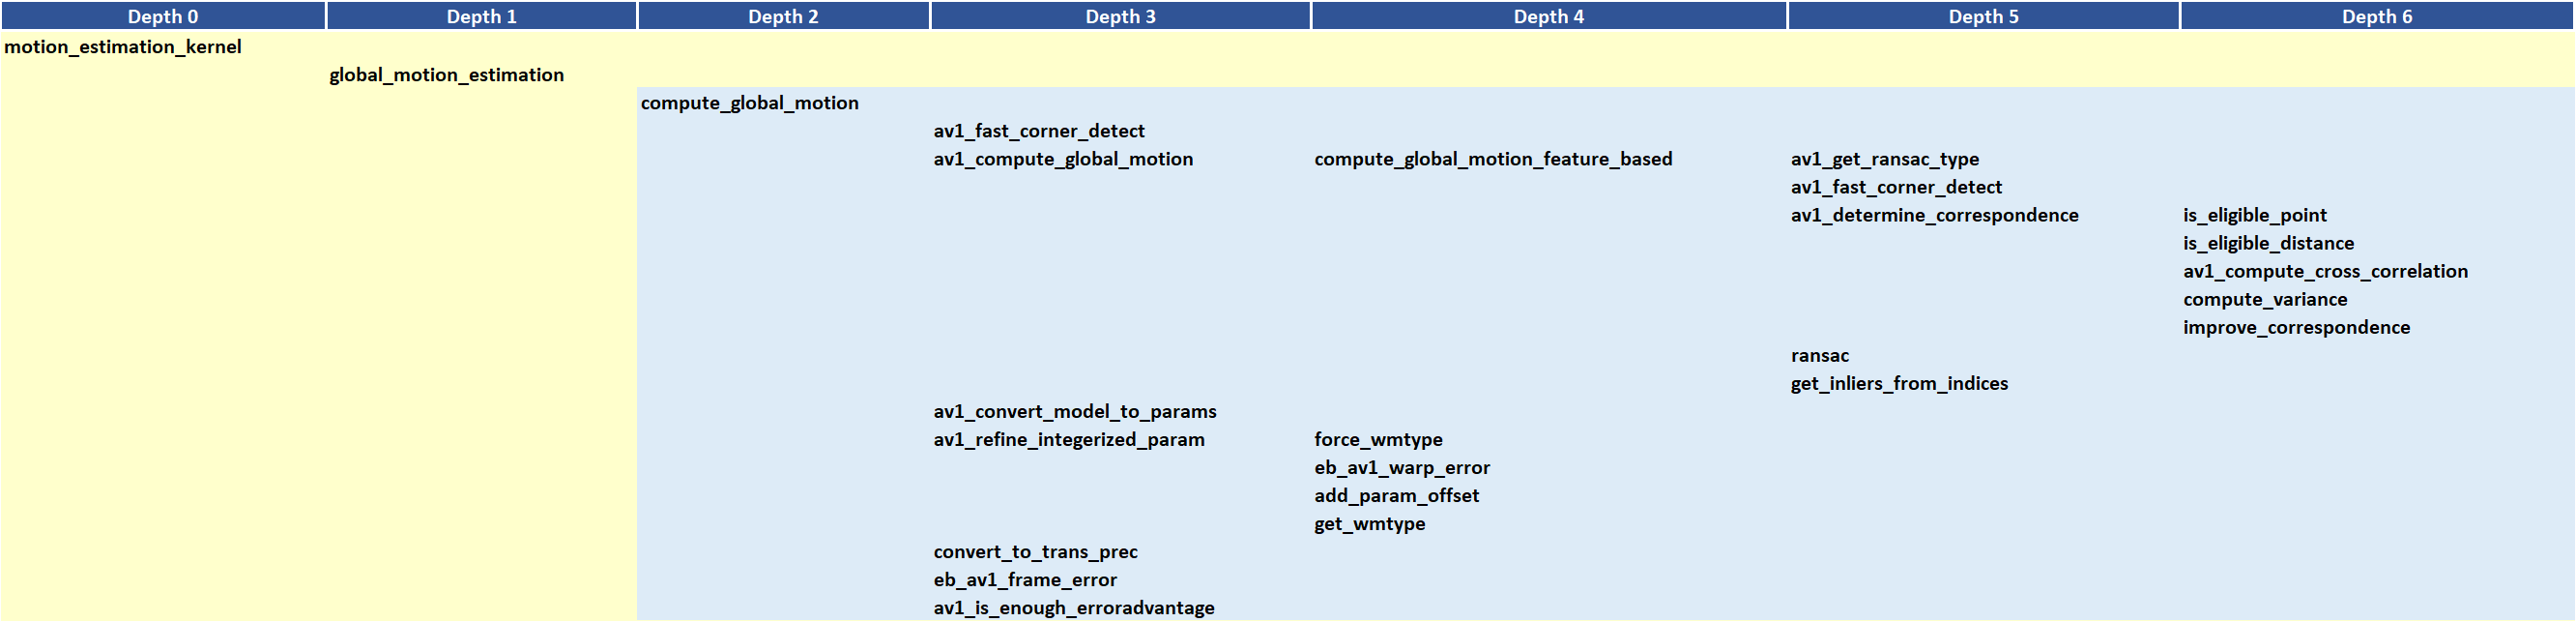 Depth 0 Depth 1 Depth 2 Depth 3 Depth 4 Depth 5 Depth 6
motion_estimation_kernel
global_motion_estimation
compute_global_motion
av1_fast_corner_detect
av1_compute_global_motion compute_global_motion_feature_based av1_get_ransac_type
av1_fast_corner_detect
av1_determine_correspondence is_eligible_point
is_eligible_distance
av1_compute_cross_correlation
compute_variance
improve_correspondence
ransac
get_inliers_from_indices
av1_convert_model_to_params
av1_refine_integerized_param force_wmtype
eb_av1_warp_error
add_param_offset
get_wmtype
convert_to_trans_prec
eb_av1_frame_error
av1_is_enough_erroradvantage